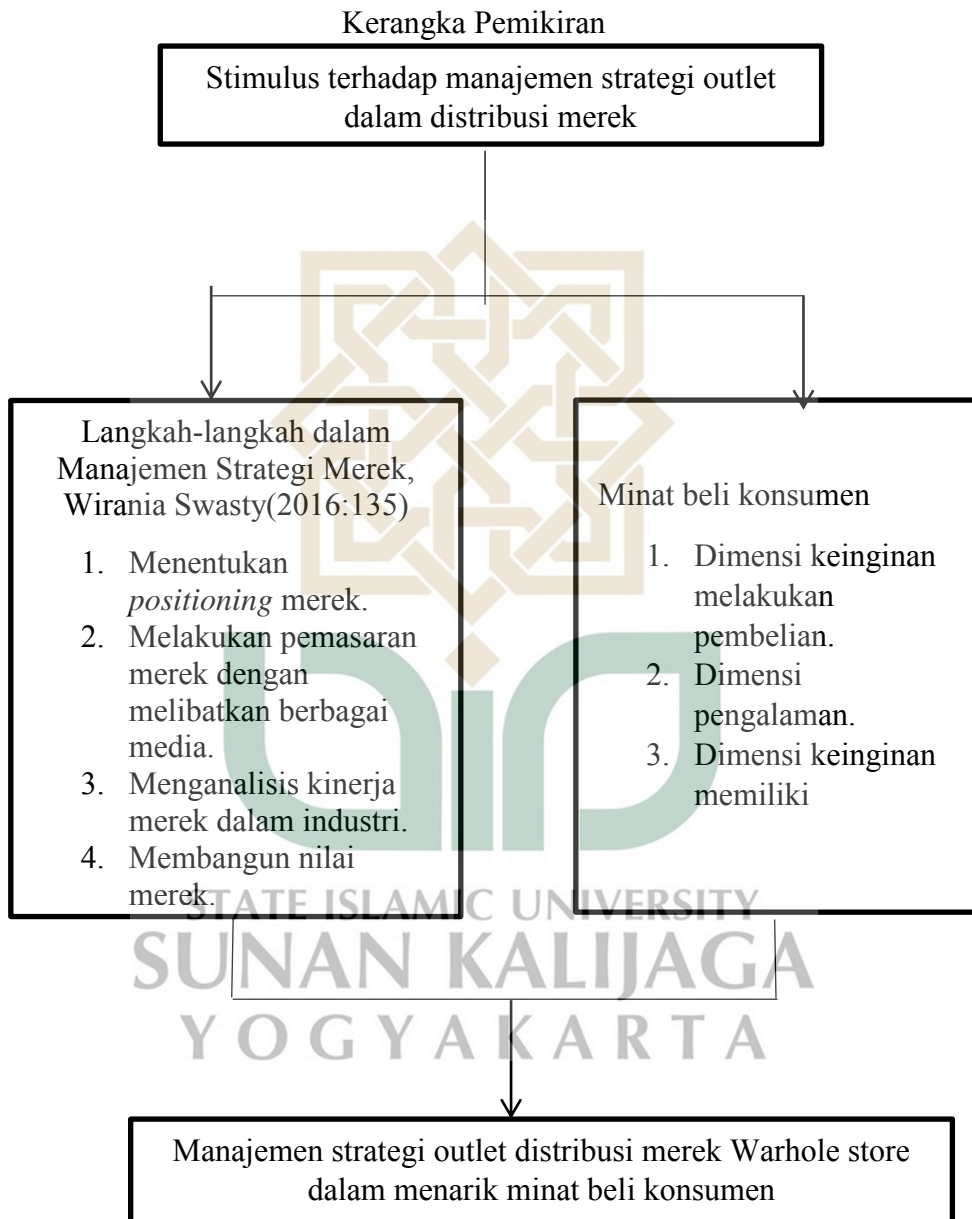 Kerangka Pemikiran
Stimulus terhadap manajemen strategi outlet
dalam distribusi merek
Langkah-langkah dalam
Manajemen Strategi Merek,
Wirania Swasty(2016:135)
1. Menentukan
positioning merek.
2. Melakukan pemasaran
merek dengan
melibatkan berbagai
media.
3. Menganalisis kinerja
merek dalam industri.
4. Membangun nilai
merek.
Minat beli konsumen
1. Dimensi keinginan
melakukan
pembelian.
2. Dimensi
pengalaman.
3. Dimensi keinginan
memiliki
STATE ISLAMIC UNIVERSITY
SUNAN KALIJAGA
YOGYAKARTA
Manajemen strategi outlet distribusi merek Warhole store
dalam menarik minat beli konsumen